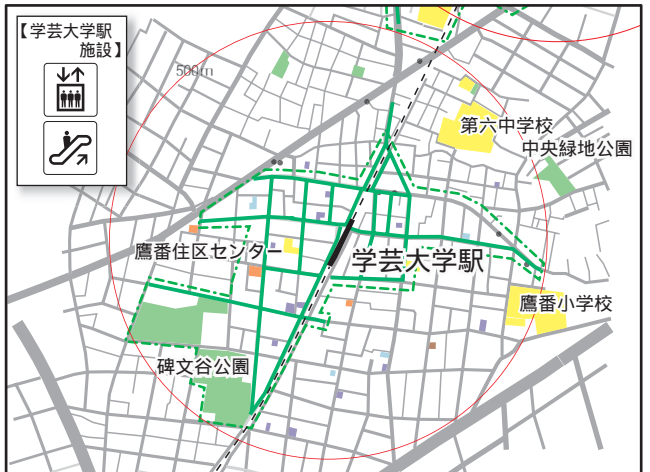 【学芸大学駅
施設】
500m
第六中学校
中央緑地公園
鷹番住区センター
学芸大学駅
鷹番小学校
碑文谷公園